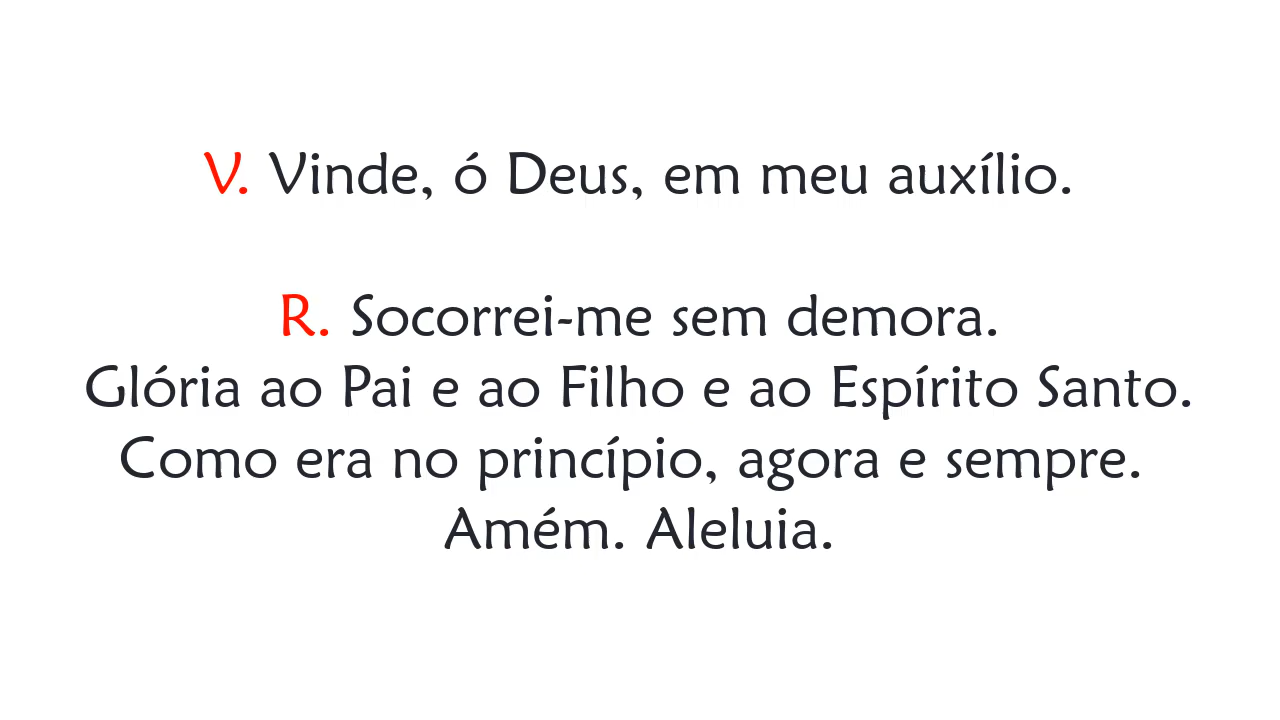 V. Vinde, ó Deus, em meu auxílio.
R. Socorrei-me sem demora.
Glória ao Pai e ao Filho e ao Espírito Santo.
Como era no princípio, agora e sempre.
Amém. Aleluia.